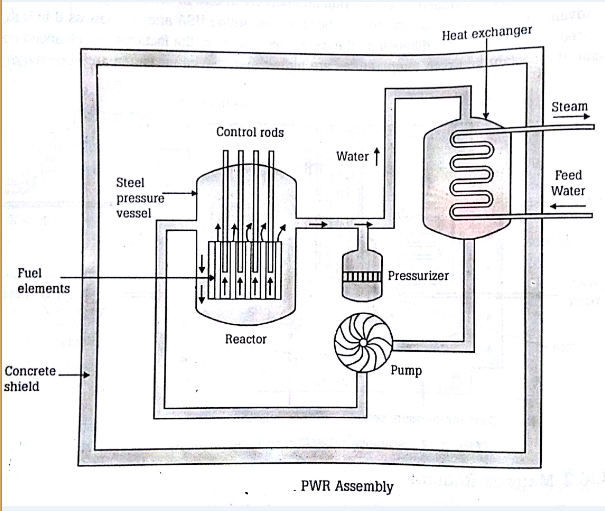 Heat exchanger
Steam
Control rods
Water
Feed
Water
Steel
pressure
vessel
Fuel
elements
Pressurizer
Reactor
Pump
Concrete
shield
PWR Assembly